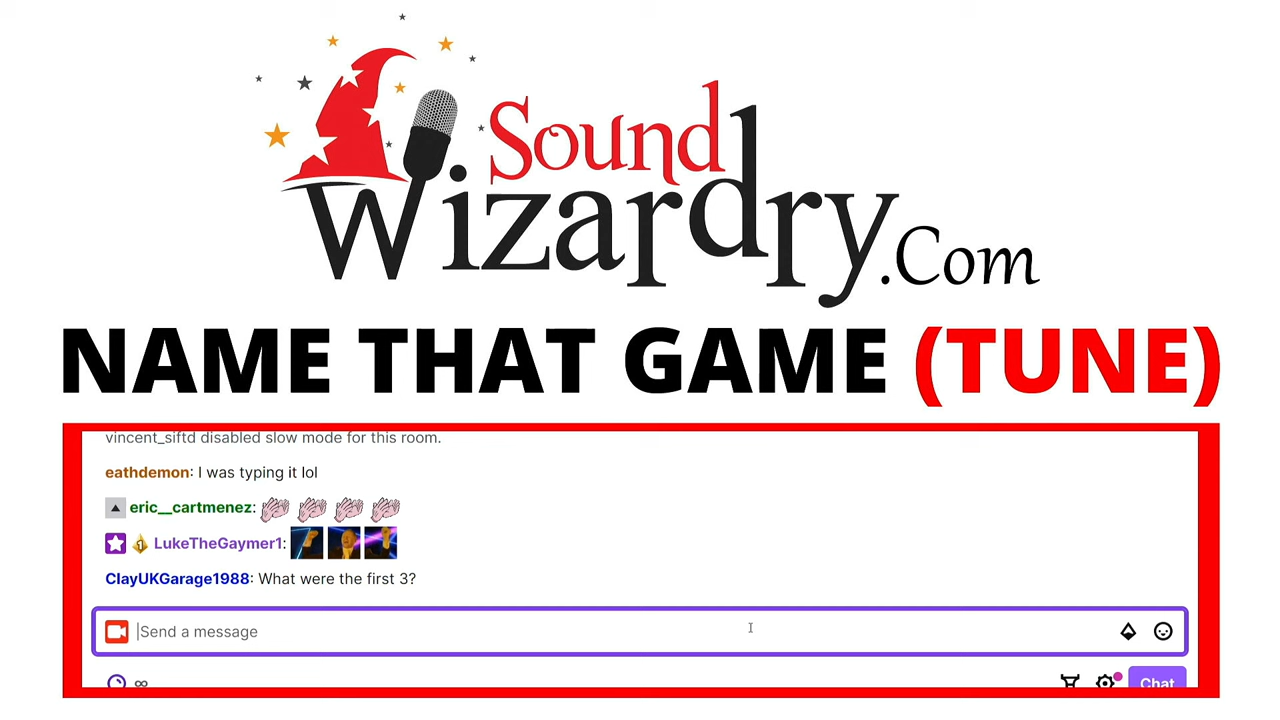 Sound
Wizardry.Com
NAME THAT GAME (TUNE)
vincent_siftd disabled slow mode for this room.
eathdemon: I was typing it lol
eric__cartmenez:
1 LukeTheGaymer1:
ClayUKGarage1988: What were the first 3?
Send a message
∞ Chat